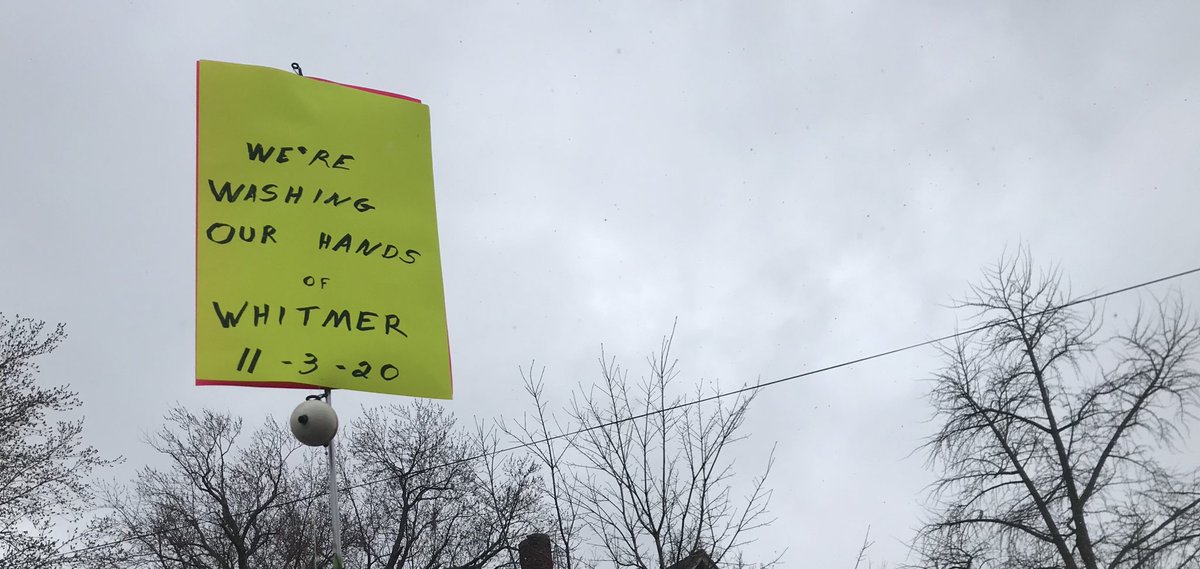 WE'RE
WASHING
OUR HANDS
OF
WHITMER
11-3-20